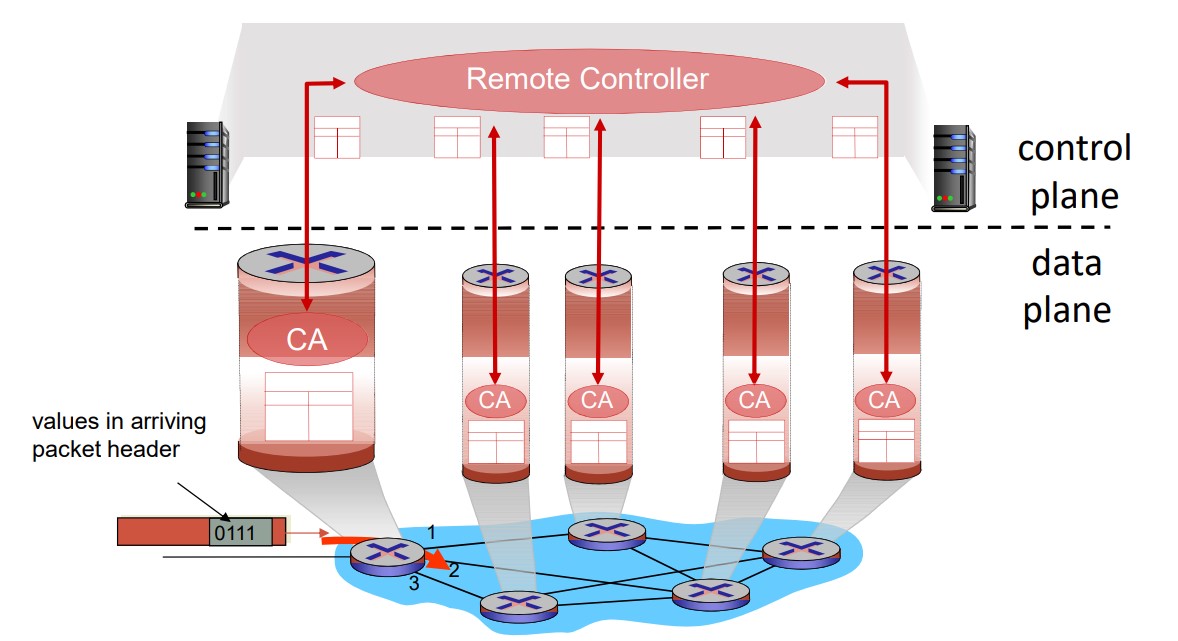 Remote Controller
control
plane
data
plane
CA
CA
CA
CA
CA
values in arriving
packet header
0111
1
2
3